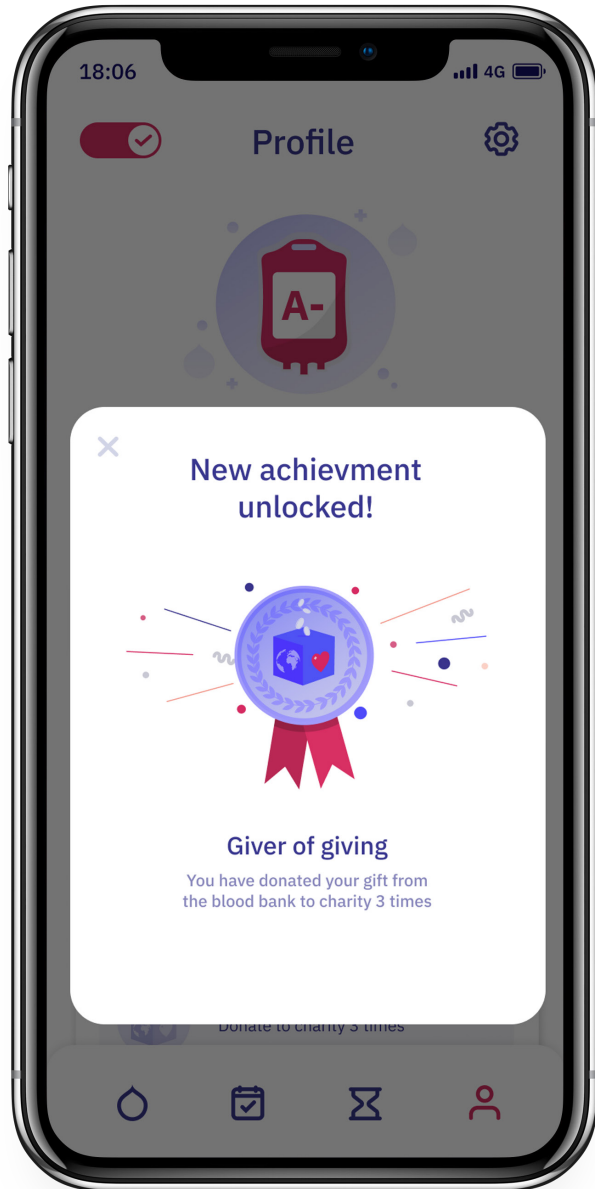 18:06
4G
Profile
A-
New achievment
unlocked!
Giver of giving
You have donated your gift from
the blood bank to charity 3 times
Donate to charity 3 times